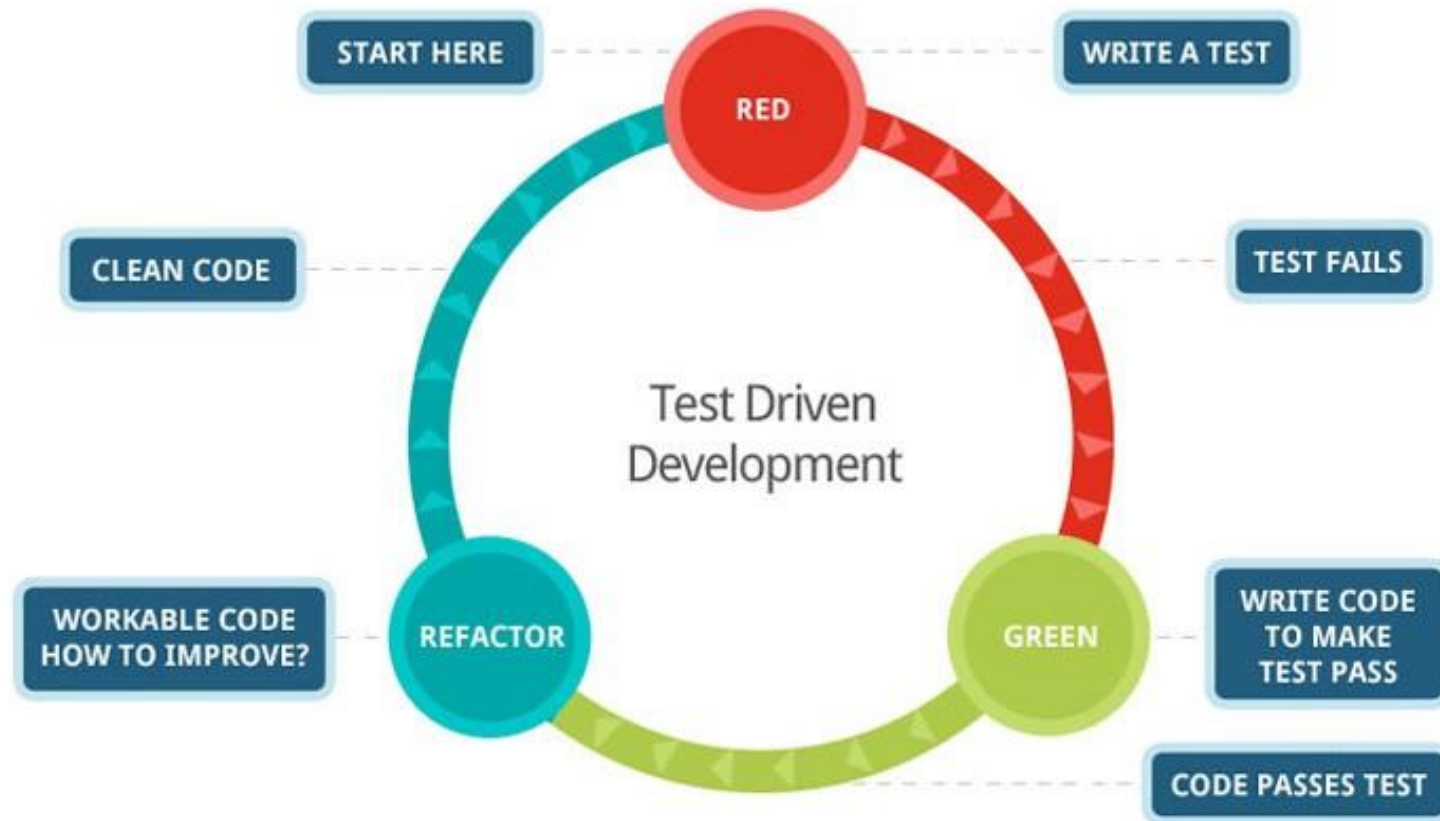 START HERE
RED
WRITE A TEST
CLEAN CODE
TEST FAILS
Test Driven
Development
WORKABLE CODE
HOW TO IMPROVE?
REFACTOR
GREEN
WRITE CODE
TO MAKE
TEST PASS
CODE PASSES TEST